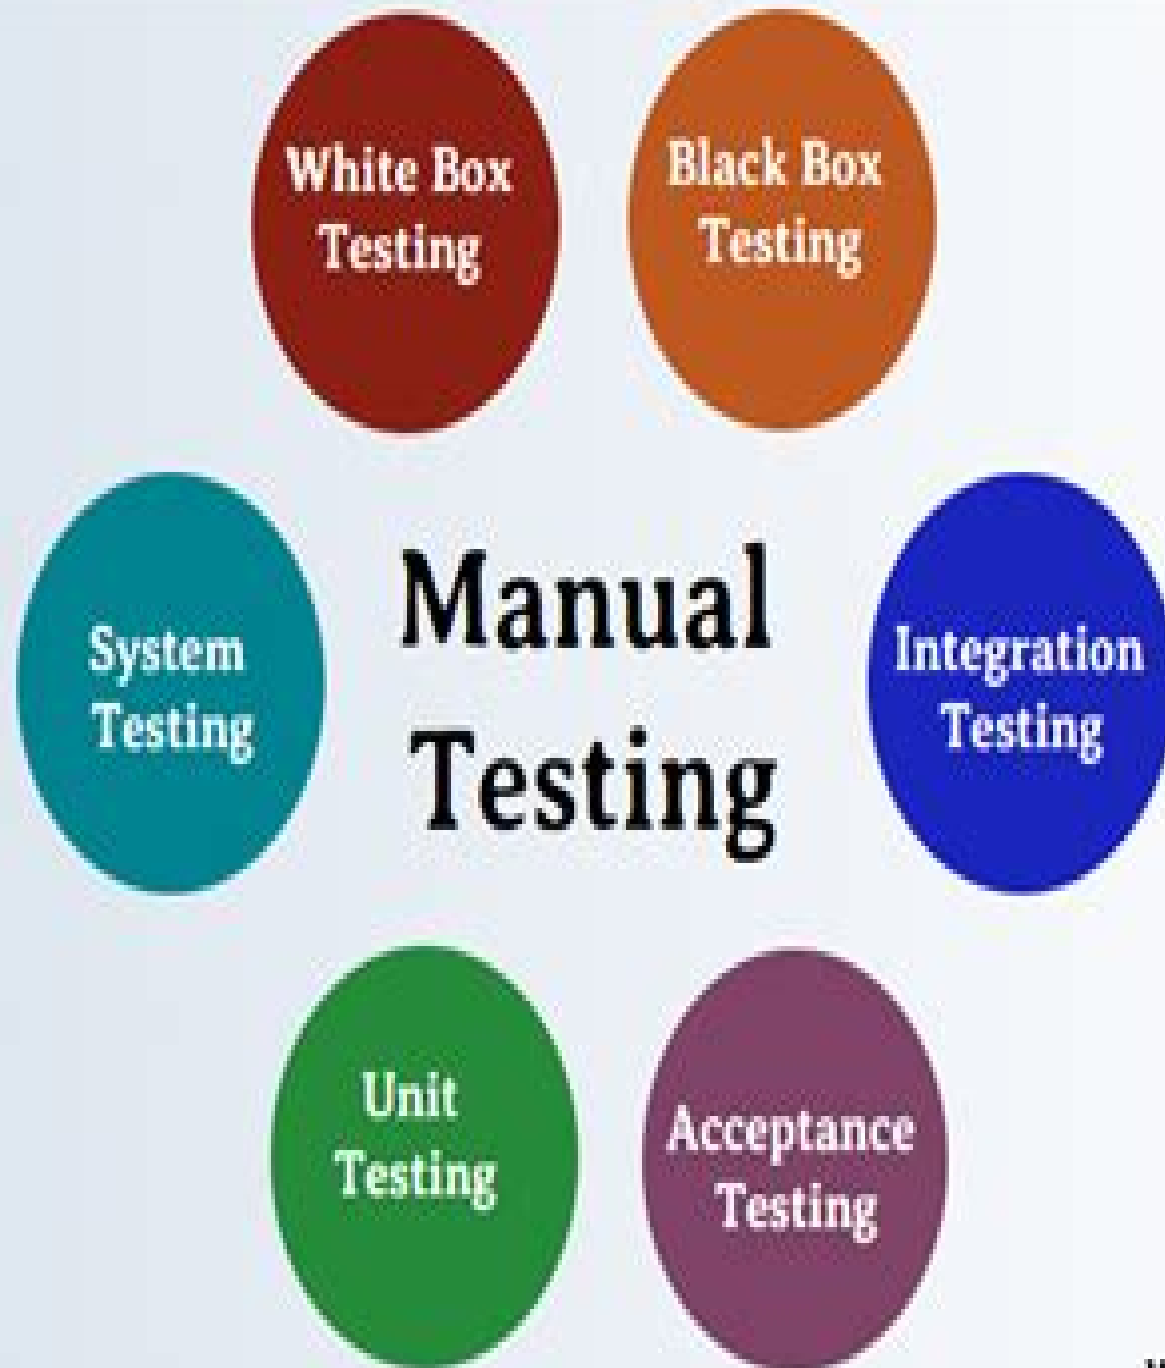 White Box
Testing
Black Box
Testing
System
Testing
Manual
Testing
Integration
Testing
Unit
Testing
Acceptance
Testing